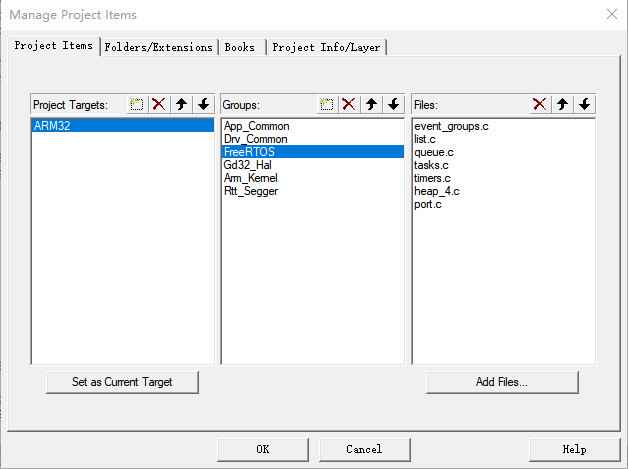 Manage Project Items
Project Items Folders/Extensions Books Project Info/Layer
Project Targets: Groups: Files:
ARM32
App_Common
Drv_Common
FreeRTOS
Gd32_Hal
Arm_Kernel
Rtt_Segger
event_groups.c
list.c
queue.c
tasks.c
timers.c
heap_4.c
port.c
Set as Current Target Add Files...
OK Cancel Help